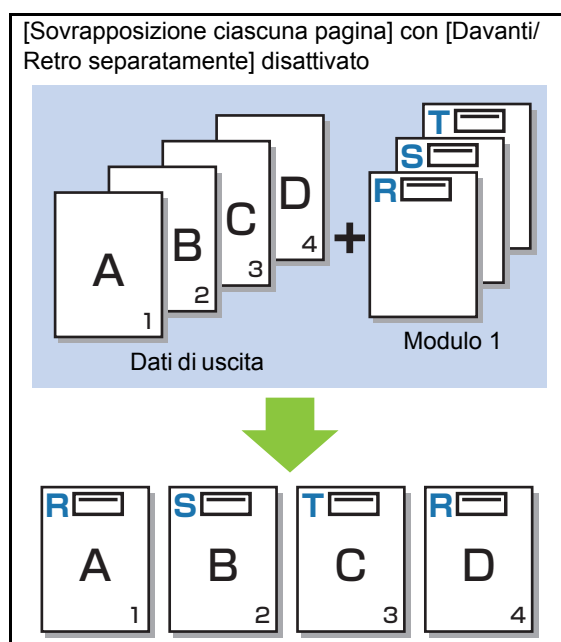 [Sovrapposizione ciascuna pagina] con [Davanti/
Retro separatamente] disattivato
A
1
B
2
C
3
D
4
+
R
S
T
Dati di uscita
Modulo 1
R
A
1
S
B
2
T
C
3
R
D
4